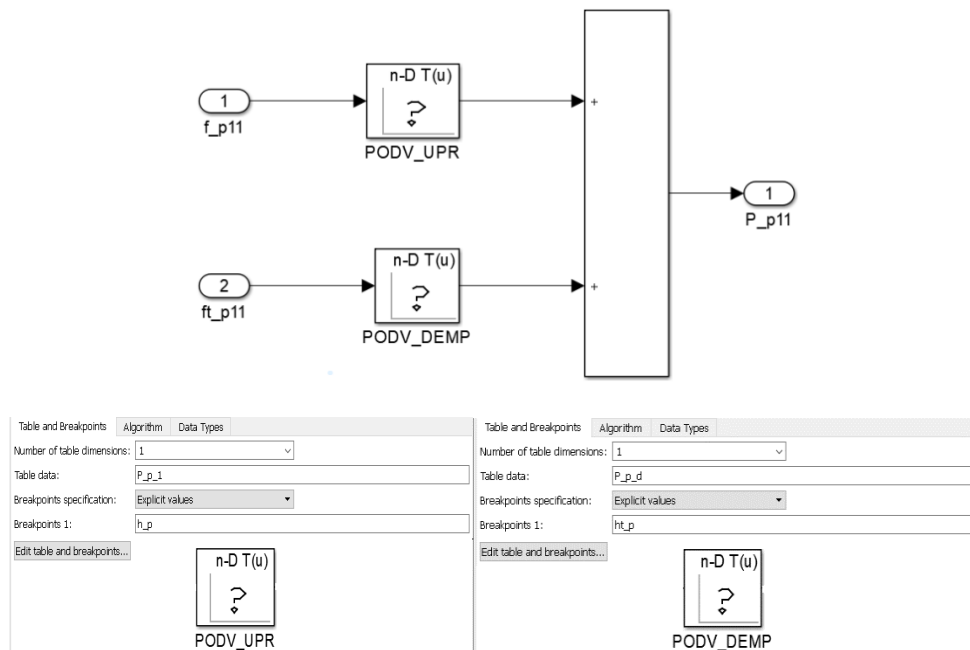 n-D T(u)
1
+
f_p11
PODV_UPR
1
P_p11
n-D T(u)
2
+
ft_p11
PODV_DEMP
Table and Breakpoints Algorithm Data Types
Number of table dimensions: 1
Table data: P_p_1
Breakpoints specification: Explicit values
Breakpoints 1: h_p
Edit table and breakpoints...
n-D T(u)
PODV_UPR
Table and Breakpoints Algorithm Data Types
Number of table dimensions: 1
Table data: P_p_d
Breakpoints specification: Explicit values
Breakpoints 1: ht_p
Edit table and breakpoints...
n-D T(u)
PODV_DEMP